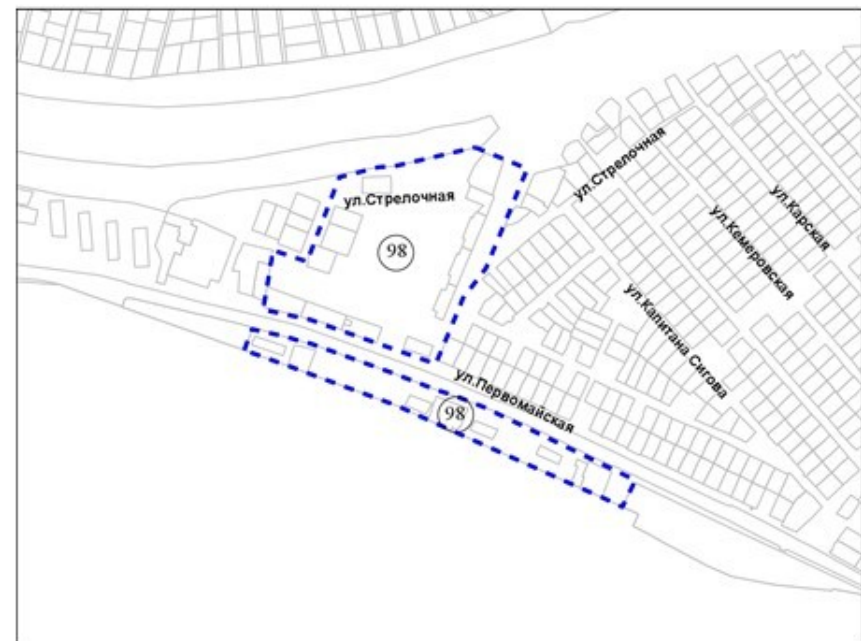 ул.Стрелочная
ул.Стрелочная
ул.Карская
ул.Кемеровская
98
ул.Капитана Сигова
ул.Первомайская
98